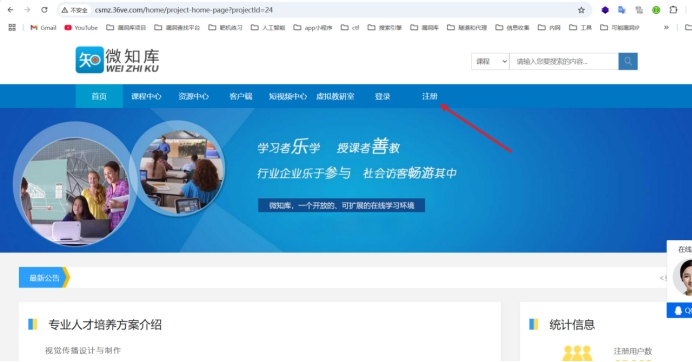 不安全 csmz.36ve.com/home/project-home-page?projectId=24
Gmail YouTube 漏洞库项目 漏洞查找平台 靶机练习 人工智能 app小程序 ctf 搜索引擎 漏洞库 隧道和代理 信息收集 内网 工具 可能漏洞IP
知 微知库
WEI ZHI KU
课程 请输入您要搜索的内容...
首页 课程中心 资源中心 客户端 短视频中心 虚拟教研室 登录 注册
学习者乐学 授课者善教
行业企业乐于参与 社会访客畅游其中
微知库，一个开放的、可扩展的在线学习环境
在线
最新公告
专业人才培养方案介绍
统计信息
视觉传播设计与制作
注册用户数